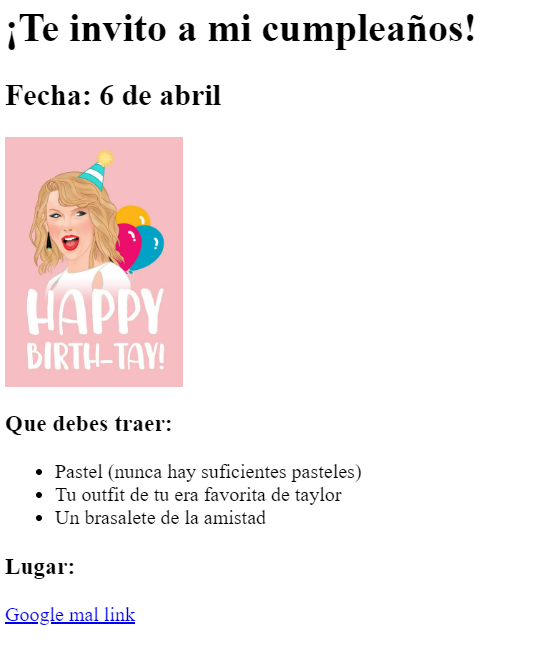 ¡Te invito a mi cumpleaños!
Fecha: 6 de abril
HAPPY
BIRTH-TAY!
Que debes traer:
• Pastel (nunca hay suficientes pasteles)
• Tu outfit de tu era favorita de taylor
• Un brasalete de la amistad
Lugar:
Google mal link